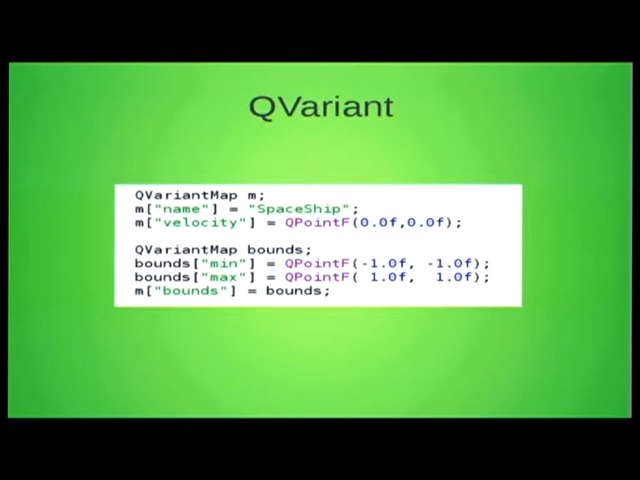 QVariant
QVariantMap m;
m["name"] = "SpaceShip";
m["velocity"] = QPointF(0.0f,0.0f);
QVariantMap bounds;
bounds["min"] = QPointF(-1.0f, -1.0f);
bounds["max"] = QPointF( 1.0f,  1.0f);
m["bounds"] = bounds;